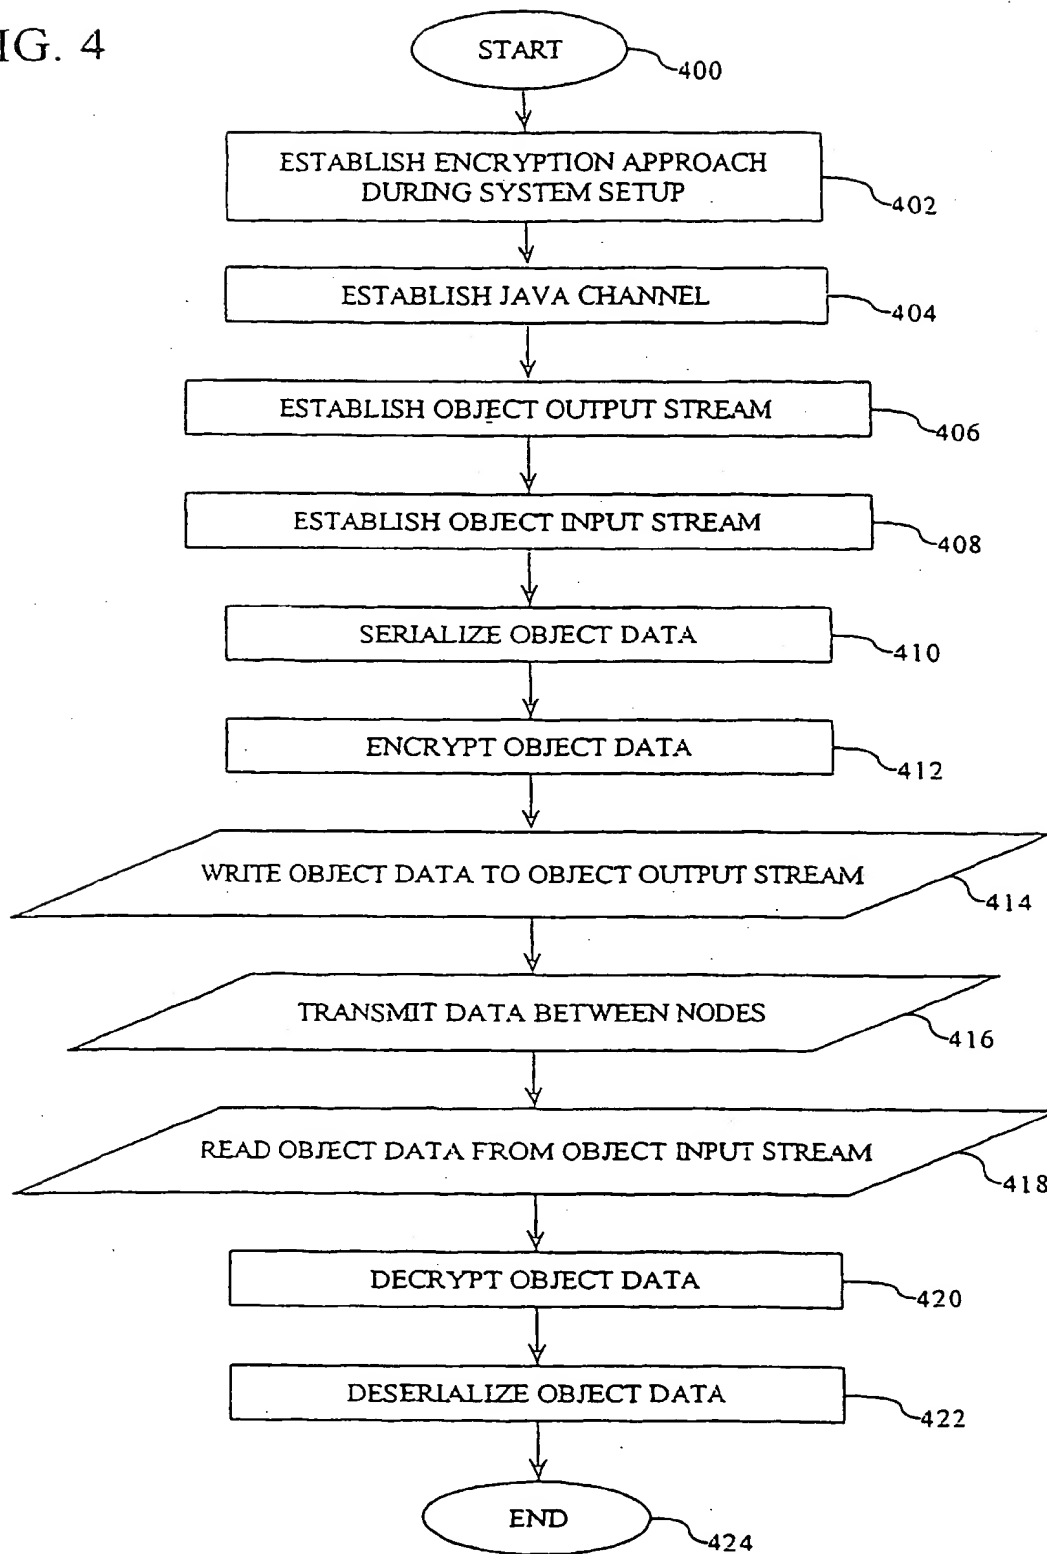 IG. 4
START
400
ESTABLISH ENCRYPTION APPROACH
DURING SYSTEM SETUP
402
ESTABLISH JAVA CHANNEL
404
ESTABLISH OBJECT OUTPUT STREAM
406
ESTABLISH OBJECT INPUT STREAM
408
SERIALIZE OBJECT DATA
410
ENCRYPT OBJECT DATA
412
WRITE OBJECT DATA TO OBJECT OUTPUT STREAM
414
TRANSMIT DATA BETWEEN NODES
416
READ OBJECT DATA FROM OBJECT INPUT STREAM
418
DECRYPT OBJECT DATA
420
DESERIALIZE OBJECT DATA
422
END
424